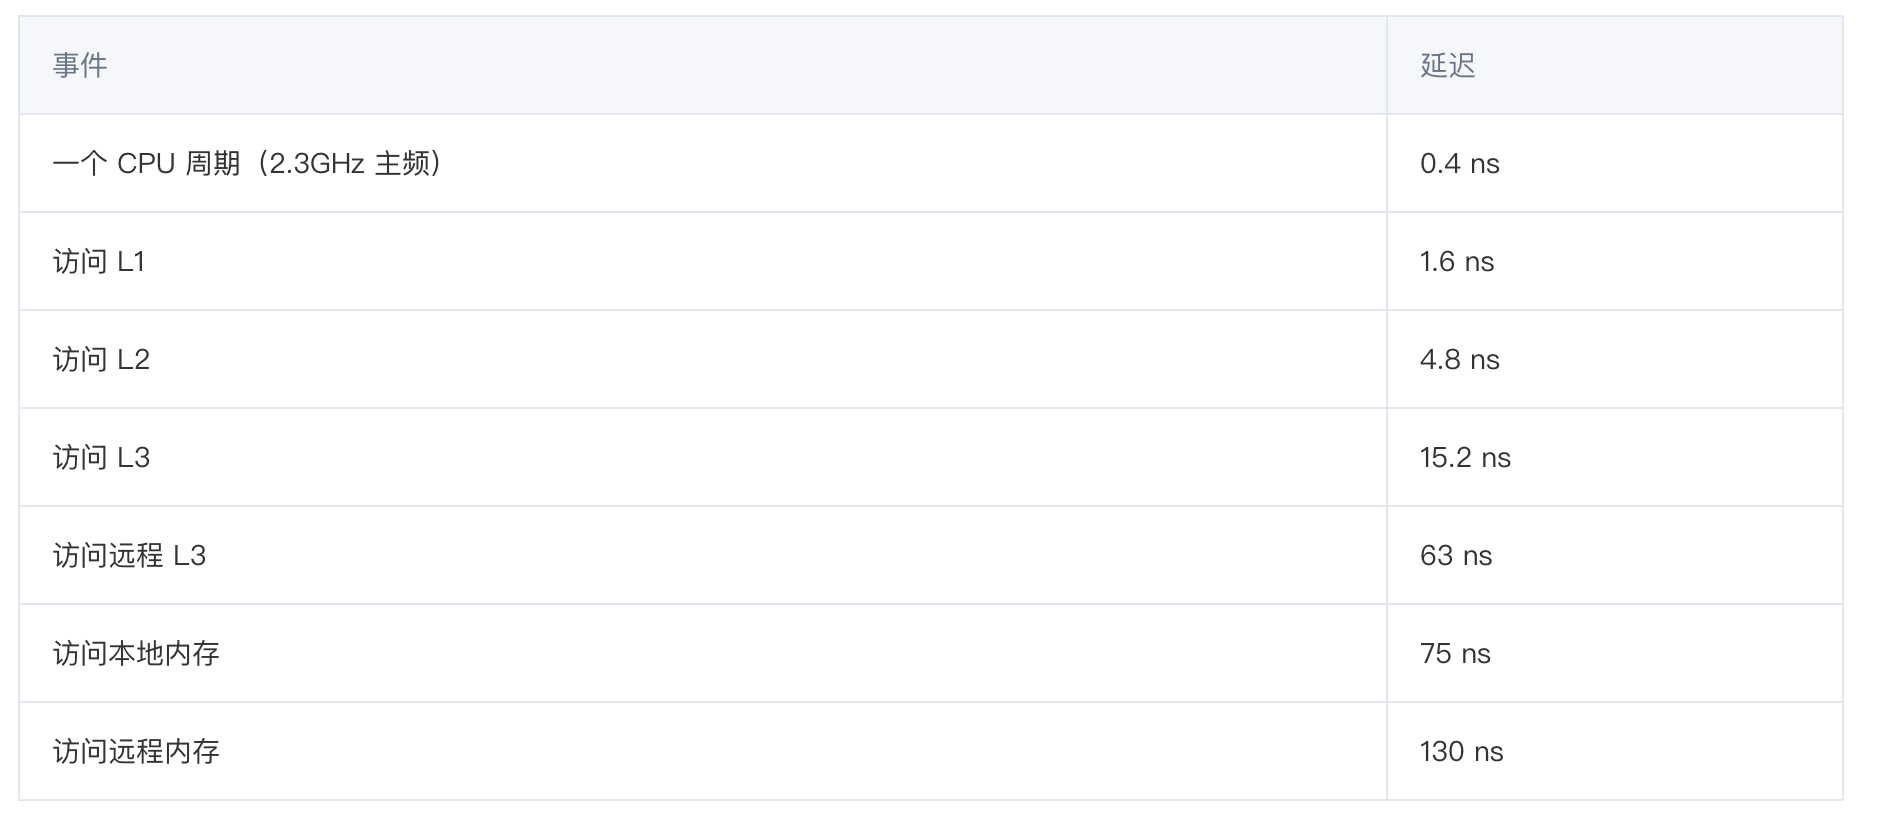 事件 延迟
一个 CPU 周期（2.3GHz 主频） 0.4 ns
访问 L1 1.6 ns
访问 L2 4.8 ns
访问 L3 15.2 ns
访问远程 L3 63 ns
访问本地内存 75 ns
访问远程内存 130 ns